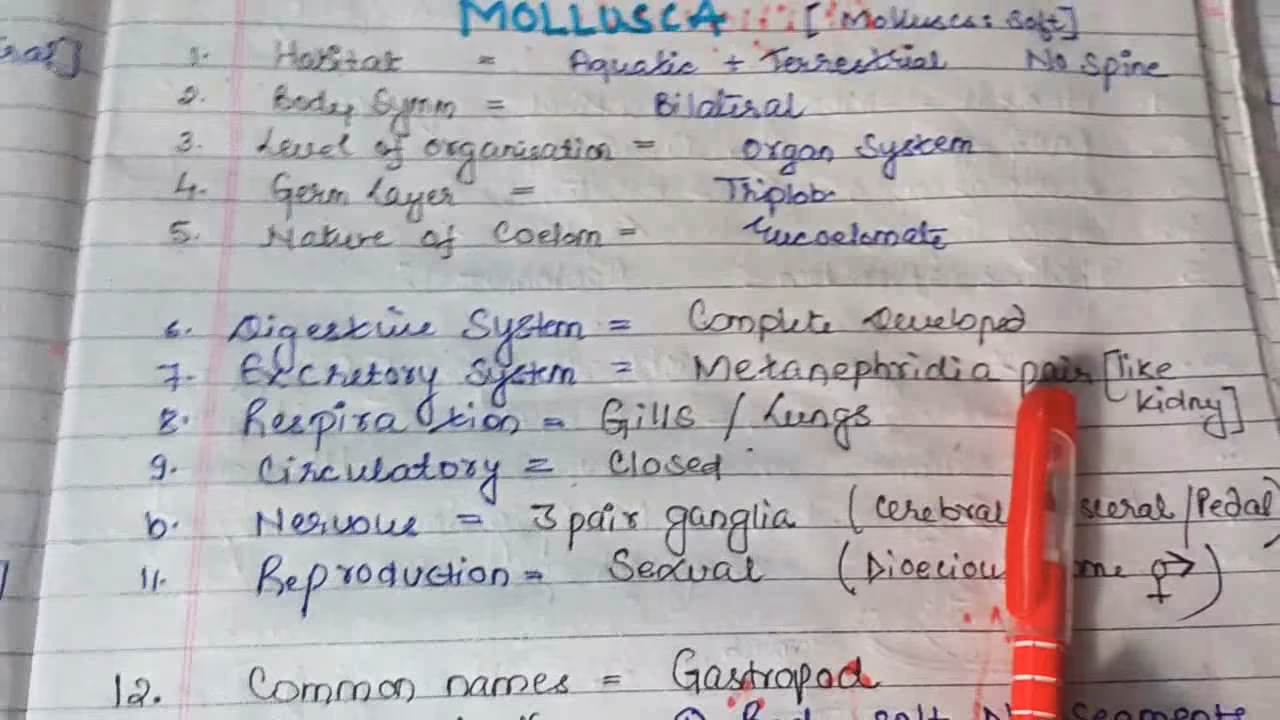 MOLLUSCA [Molluscs: Soft]
1. Habitat = Aquatic + Terrestrial No Spine
2. Body Symm = Bilateral
3. Level of organisation = Organ System
4. Germ Layer = Triplob
5. Nature of Coelom = Eucoelomate
6. Digestive System = Complete Developed
7. Excretory System = Metanephridia pair [like
kidny]
8. Respiration = Gills / Lungs
9. Circulatory = Closed
10. Nervous = 3 pair ganglia (Cerebral /Pedal)
11. Reproduction = Sexual (Dioeciou ⚥)
12. Common names = Gastropod